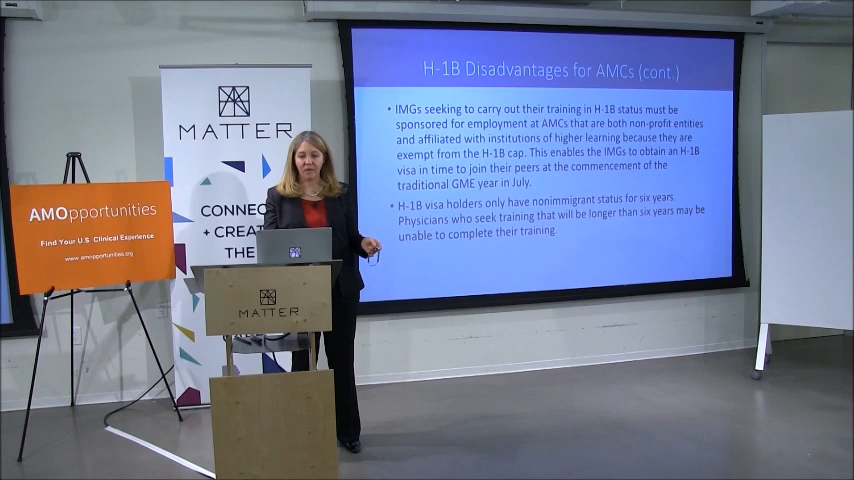 H-1B Disadvantages for AMCs (cont.)
• IMGs seeking to carry out their training in H-1B status must be
sponsored for employment at AMCs that are both non-profit entities
and affiliated with institutions of higher learning because they are
exempt from the H-1B cap. This enables the IMGs to obtain an H-1B
visa in time to join their peers at the commencement of the
traditional GME year in July.
• H-1B visa holders only have nonimmigrant status for six years.
Physicians who seek training that will be longer than six years may be
unable to complete their training.
MATTER
CONNEC
+ CREAT
THE
AMOpportunities
Find Your U.S Clinical Experience
www.amopportunities.org
MATTER